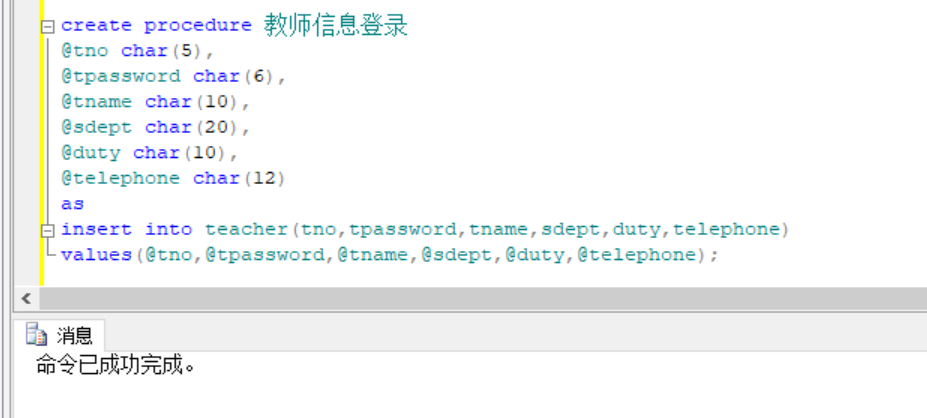 create procedure 教师信息登录
@tno char(5),
@tpassword char(6),
@tname char(10),
@sdept char(20),
@duty char(10),
@telephone char(12)
as
insert into teacher(tno,tpassword,tname,sdept,duty,telephone)
values(@tno,@tpassword,@tname,@sdept,@duty,@telephone);
消息
命令已成功完成。